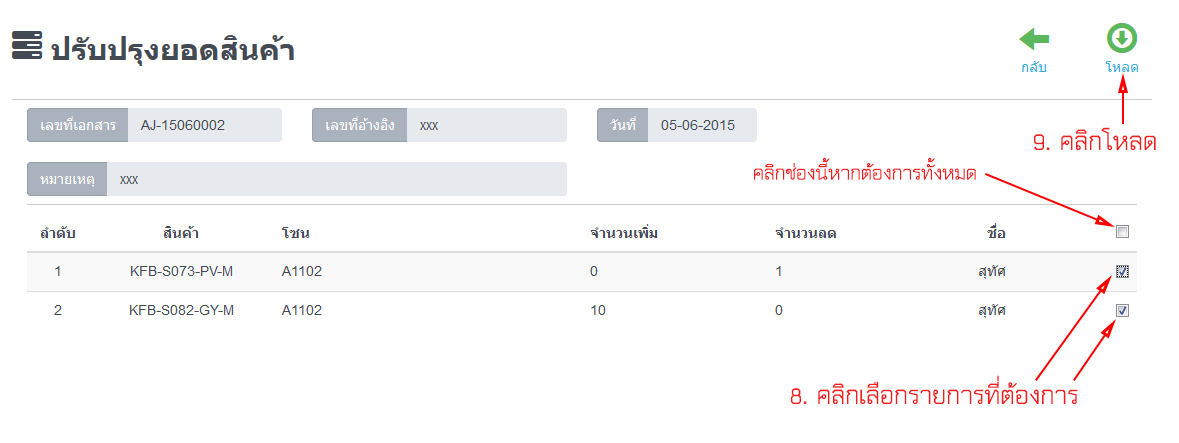 ปรับปรุงยอดสินค้า
กลับ โหลด
เลขที่เอกสาร AJ-15060002 เลขที่อ้างอิง xxx วันที่ 05-06-2015
9. คลิกโหลด
หมายเหตุ xxx
คลิกช่องนี้หากต้องการทั้งหมด
ลำดับ สินค้า โซน จำนวนเพิ่ม จำนวนลด ชื่อ
1 KFB-S073-PV-M A1102 0 1 สุทัศ
2 KFB-S082-GY-M A1102 10 0 สุทัศ
8. คลิกเลือกรายการที่ต้องการ